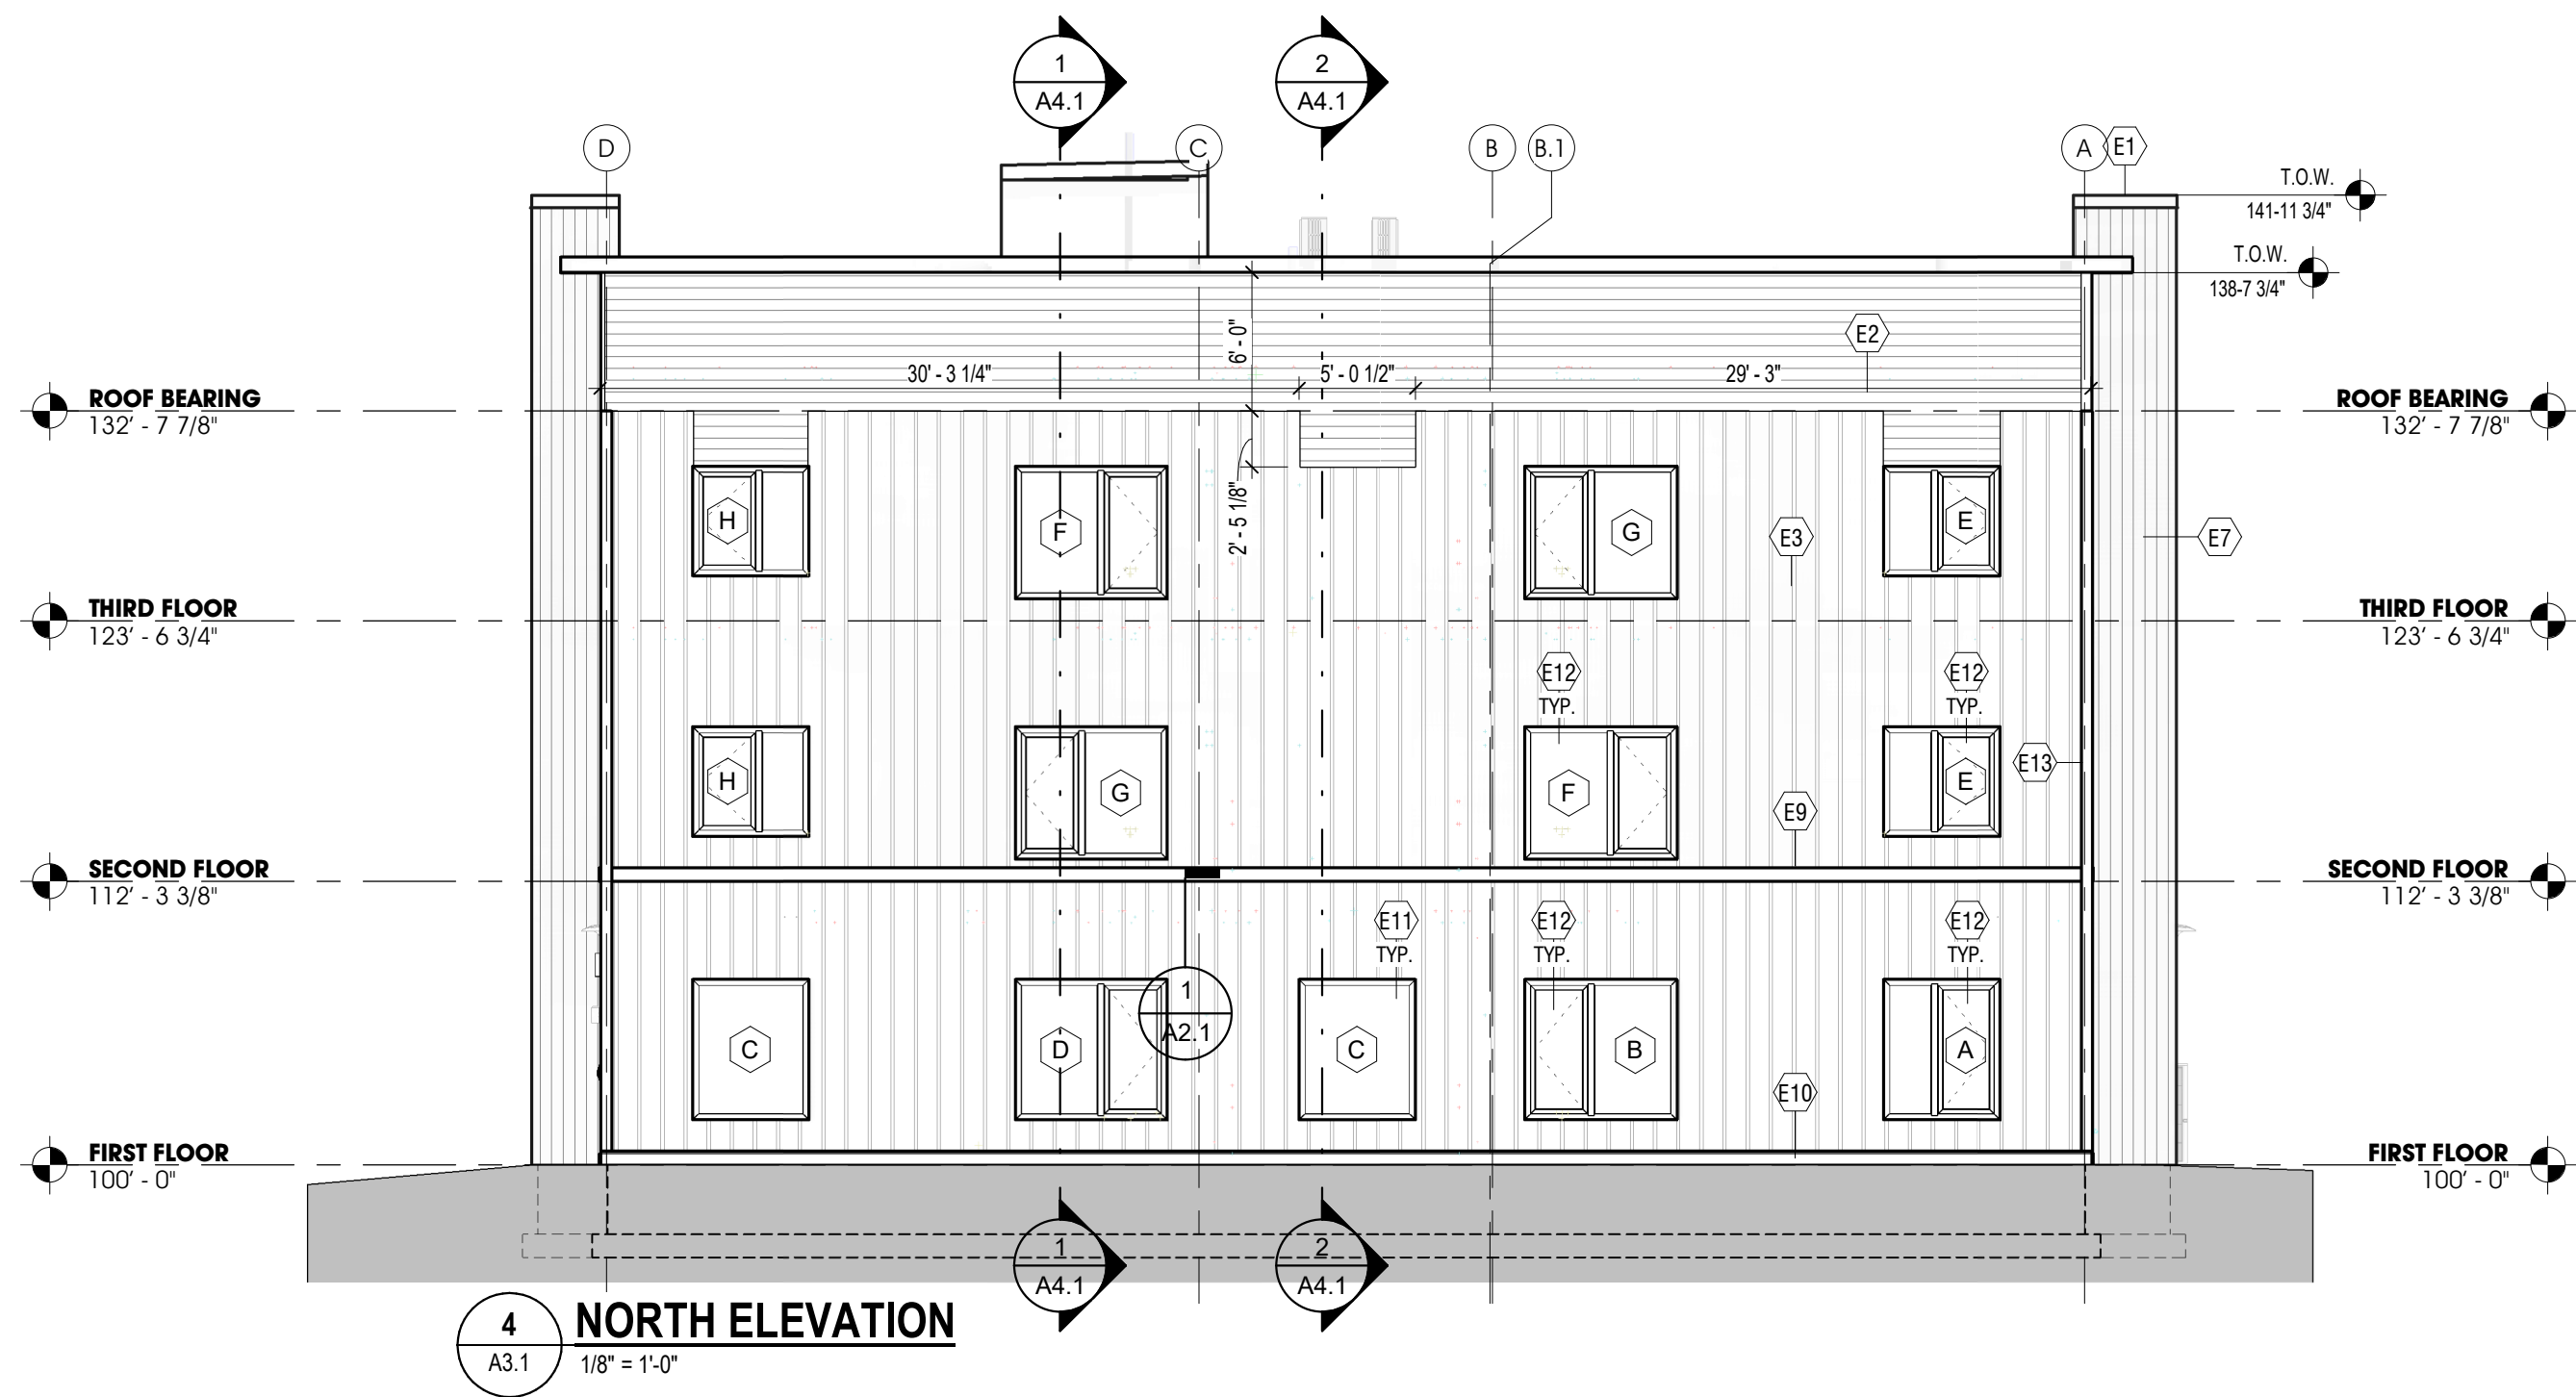 1
A4.1
2
A4.1
D
C
B
B.1
A
E1
T.O.W.
141-11 3/4"
T.O.W.
138-7 3/4"
E2
6' - 0"
30' - 3 1/4"
5' - 0 1/2"
29' - 3"
ROOF BEARING
132' - 7 7/8"
ROOF BEARING
132' - 7 7/8"
2' - 5 1/8"
H
F
G
E3
E
E7
THIRD FLOOR
123' - 6 3/4"
THIRD FLOOR
123' - 6 3/4"
E12
TYP.
E12
TYP.
H
G
F
E9
E
E13
SECOND FLOOR
112' - 3 3/8"
SECOND FLOOR
112' - 3 3/8"
E11
TYP.
E12
TYP.
E12
TYP.
1
A2.1
C
D
C
B
A
E10
FIRST FLOOR
100' - 0"
FIRST FLOOR
100' - 0"
1
A4.1
2
A4.1
4
A3.1
NORTH ELEVATION
1/8" = 1'-0"